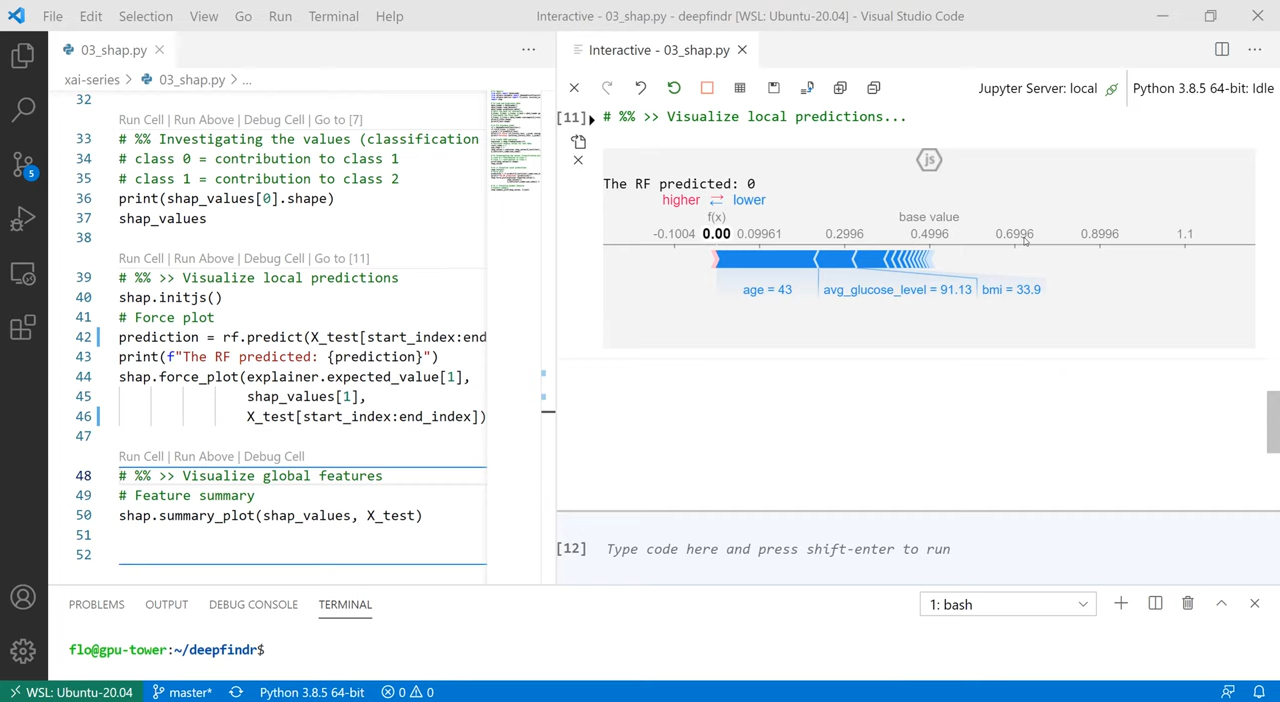 File Edit Selection View Go Run Terminal Help
Interactive - 03_shap.py - deepfindr [WSL: Ubuntu-20.04] - Visual Studio Code
03_shap.py
xai-series > 03_shap.py > ...
32
Run Cell | Run Above | Debug Cell | Go to [7]
33 # %% Investigating the values (classification
34 # class 0 = contribution to class 1
35 # class 1 = contribution to class 2
36 print(shap_values[0].shape)
37 shap_values
38
Run Cell | Run Above | Debug Cell | Go to [11]
39 # %% >> Visualize local predictions
40 shap.initjs()
41 # Force plot
42 prediction = rf.predict(X_test[start_index:end
43 print(f"The RF predicted: {prediction}")
44 shap.force_plot(explainer.expected_value[1],
45 shap_values[1],
46 X_test[start_index:end_index])
47
Run Cell | Run Above | Debug Cell
48 # %% >> Visualize global features
49 # Feature summary
50 shap.summary_plot(shap_values, X_test)
51
52
Interactive - 03_shap.py
Jupyter Server: local
Python 3.8.5 64-bit: Idle
[11] # %% >> Visualize local predictions...
js
The RF predicted: 0
higher lower
f(x) base value
-0.1004 0.00 0.09961 0.2996 0.4996 0.6996 0.8996 1.1
age = 43 avg_glucose_level = 91.13 bmi = 33.9
[12] Type code here and press shift-enter to run
PROBLEMS OUTPUT DEBUG CONSOLE TERMINAL
1: bash
flo@gpu-tower:~/deepfindr$
5
WSL: Ubuntu-20.04 master* Python 3.8.5 64-bit 0 0